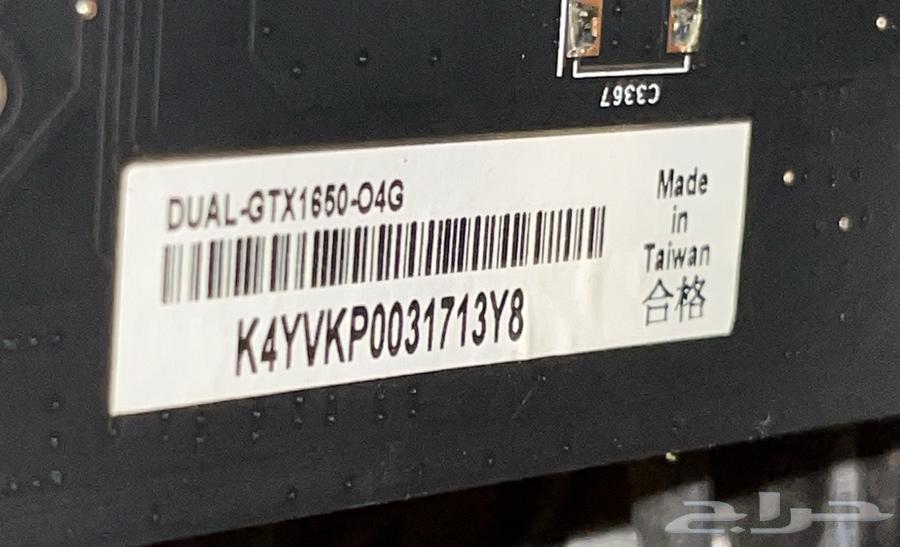 C3367
DUAL-GTX1650-O4G
K4YVKP0031713Y8
Made
in
Taiwan
合格
حراج